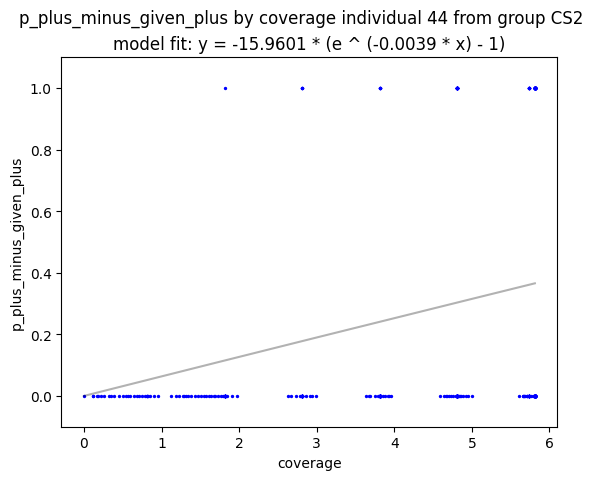 p_plus_minus_given_plus by coverage individual 44 from group CS2
model fit: y = -15.9601 * (e ^ (-0.0039 * x) - 1)
1.0
0.8
0.6
0.4
0.2
0.0
p_plus_minus_given_plus
0 1 2 3 4 5 6
coverage